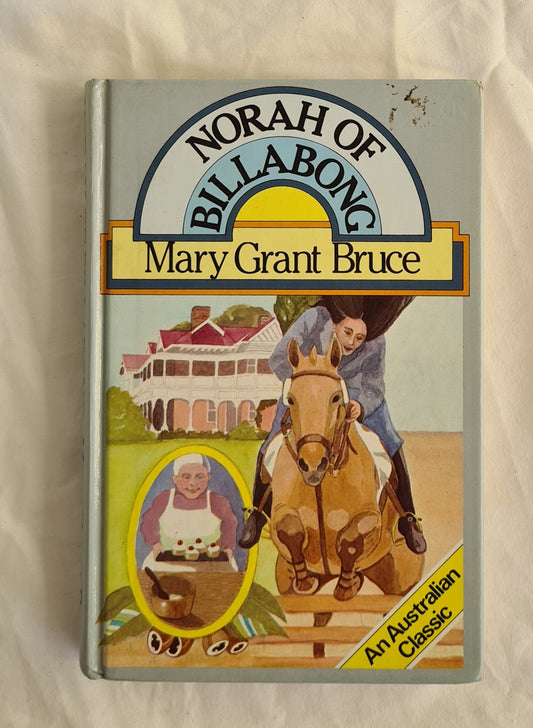 NORAH OF
BILLABONG
Mary Grant Bruce
An Australian
Classic